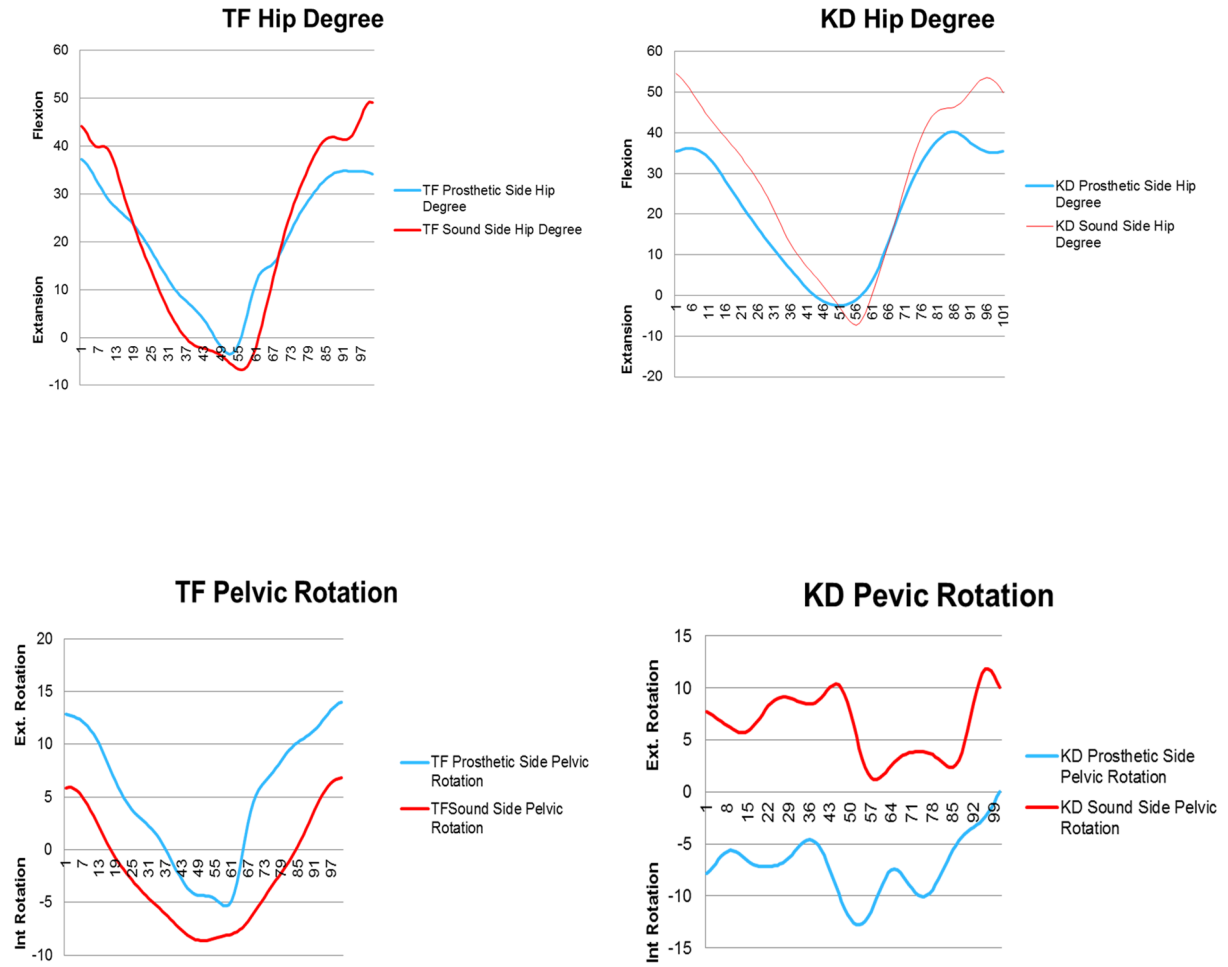 TF Hip Degree
60
50
40
30
20
10
0
-10
Flexion
Extansion
1 7 13 19 25 31 37 43 49 55 61 67 73 79 85 91 97
TF Prosthetic Side Hip
Degree
TF Sound Side Hip Degree
KD Hip Degree
60
50
40
30
20
10
0
-10
-20
Flexion
Extansion
1 6 11 16 21 26 31 36 41 46 51 56 61 66 71 76 81 86 91 96 101
KD Prosthetic Side Hip
Degree
KD Sound Side Hip
Degree
TF Pelvic Rotation
20
15
10
5
0
-5
-10
Ext. Rotation
Int Rotation
1 7 13 19 25 31 37 43 49 55 61 67 73 79 85 91 97
TF Prosthetic Side Pelvic
Rotation
TFSound Side Pelvic
Rotation
KD Pevic Rotation
15
10
5
0
-5
-10
-15
Ext. Rotation
Int Rotation
1 8 15 22 29 36 43 50 57 64 71 78 85 92 99
KD Prosthetic Side
Pelvic Rotation
KD Sound Side Pelvic
Rotation